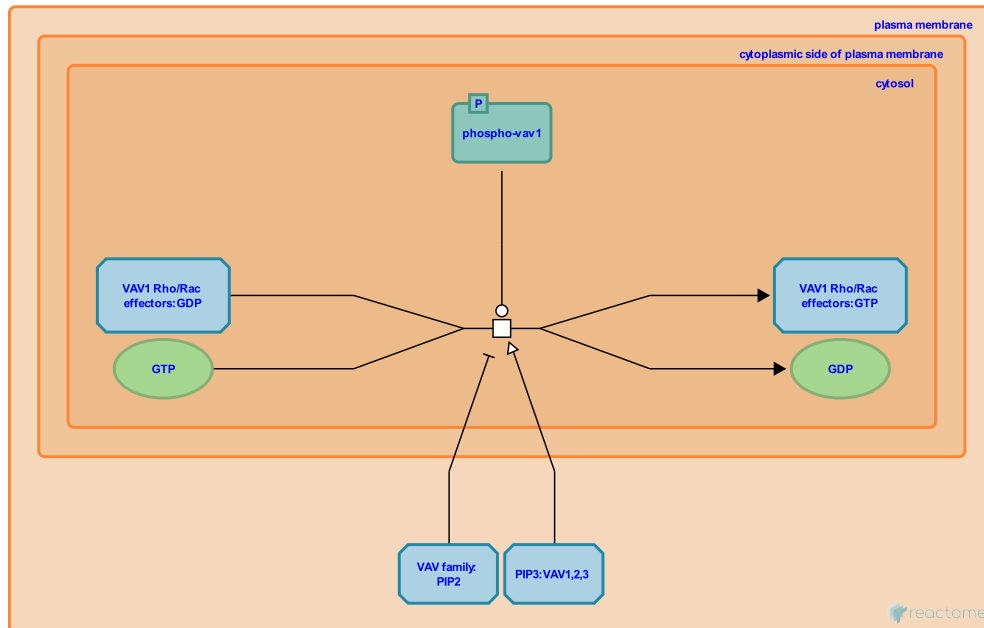 plasma membrane
cytoplasmic side of plasma membrane
cytosol
P
phospho-vav1
VAV1 Rho/Rac
effectors:GDP
VAV1 Rho/Rac
effectors:GTP
GTP
GDP
VAV family:
PIP2
PIP3:VAV1,2,3
reactome